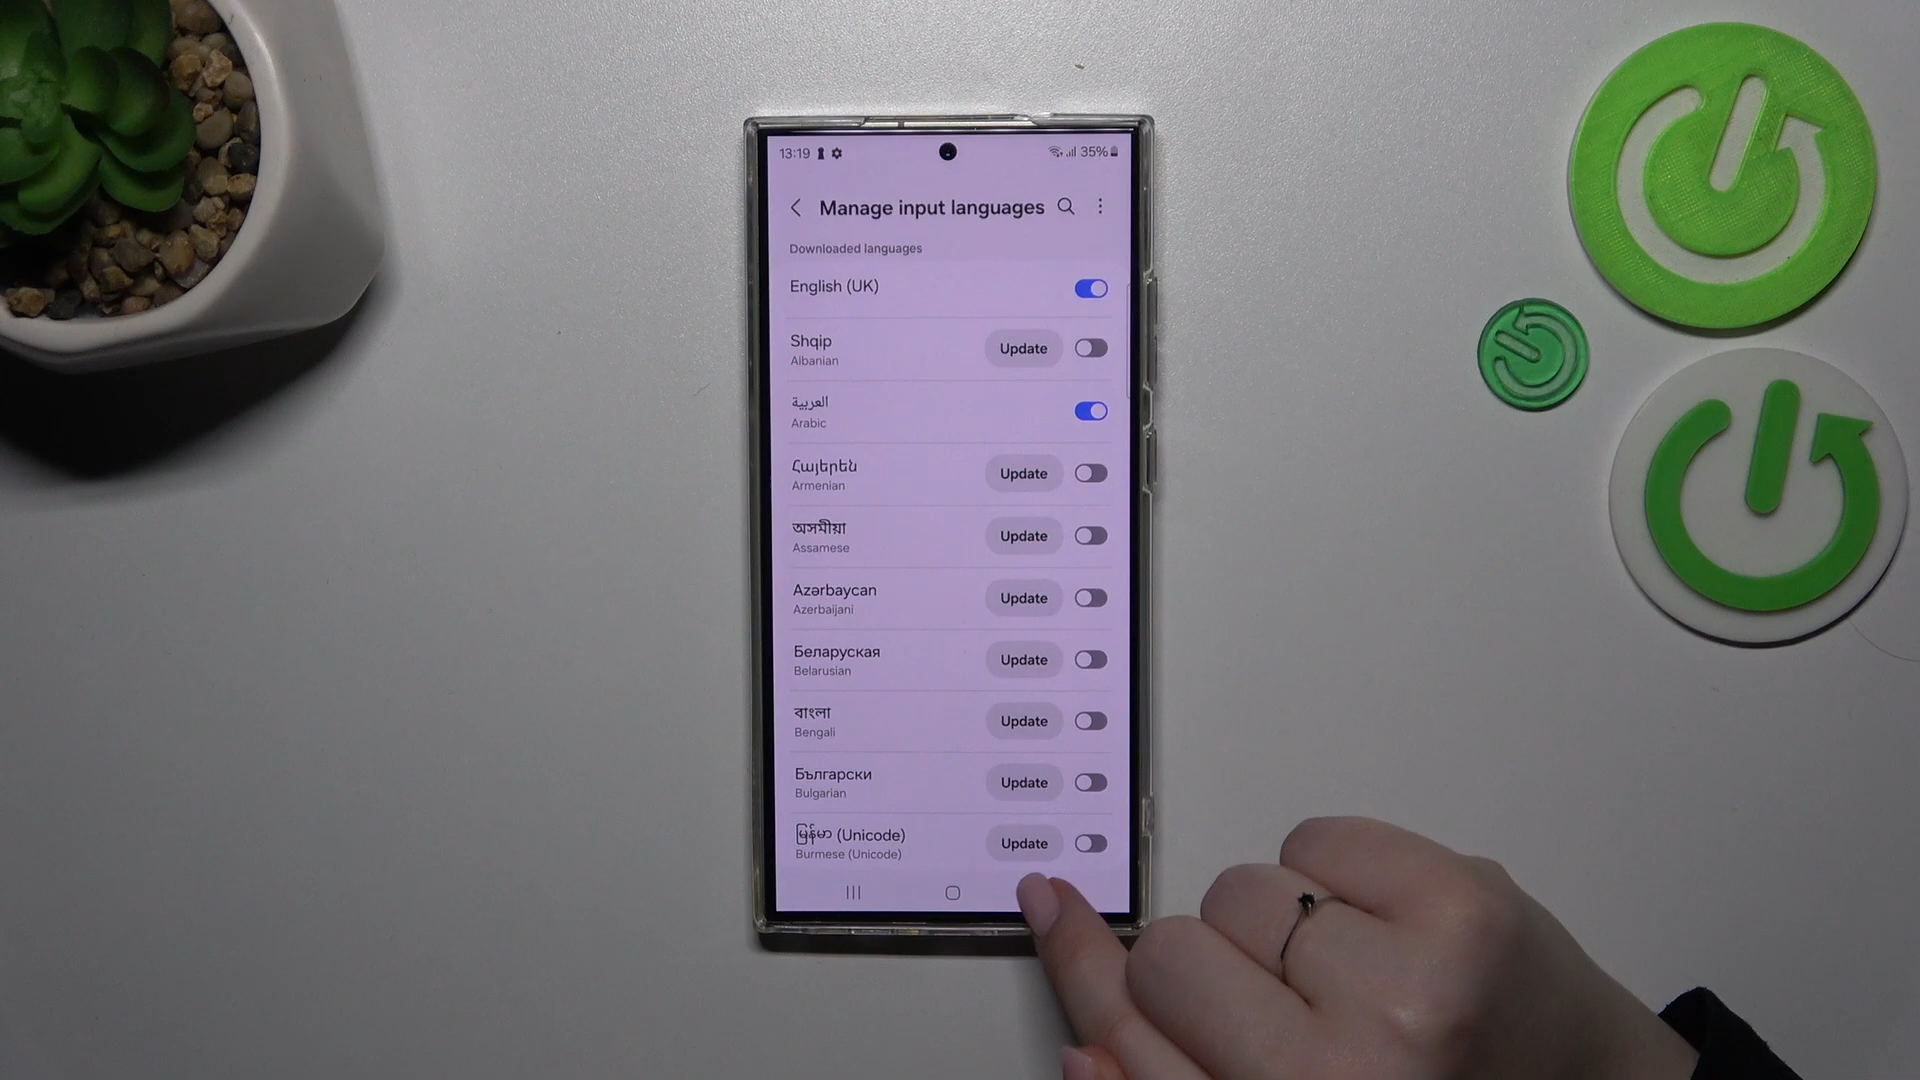 13:19 35%
Manage input languages
Downloaded languages
English (UK)
Shqip
Albanian
Update
العربية
Arabic
Հայերեն
Armenian
Update
অসমীয়া
Assamese
Update
Azərbaycan
Azerbaijani
Update
Беларуская
Belarusian
Update
বাংলা
Bengali
Update
Български
Bulgarian
Update
မြန်မာ (Unicode)
Burmese (Unicode)
Update